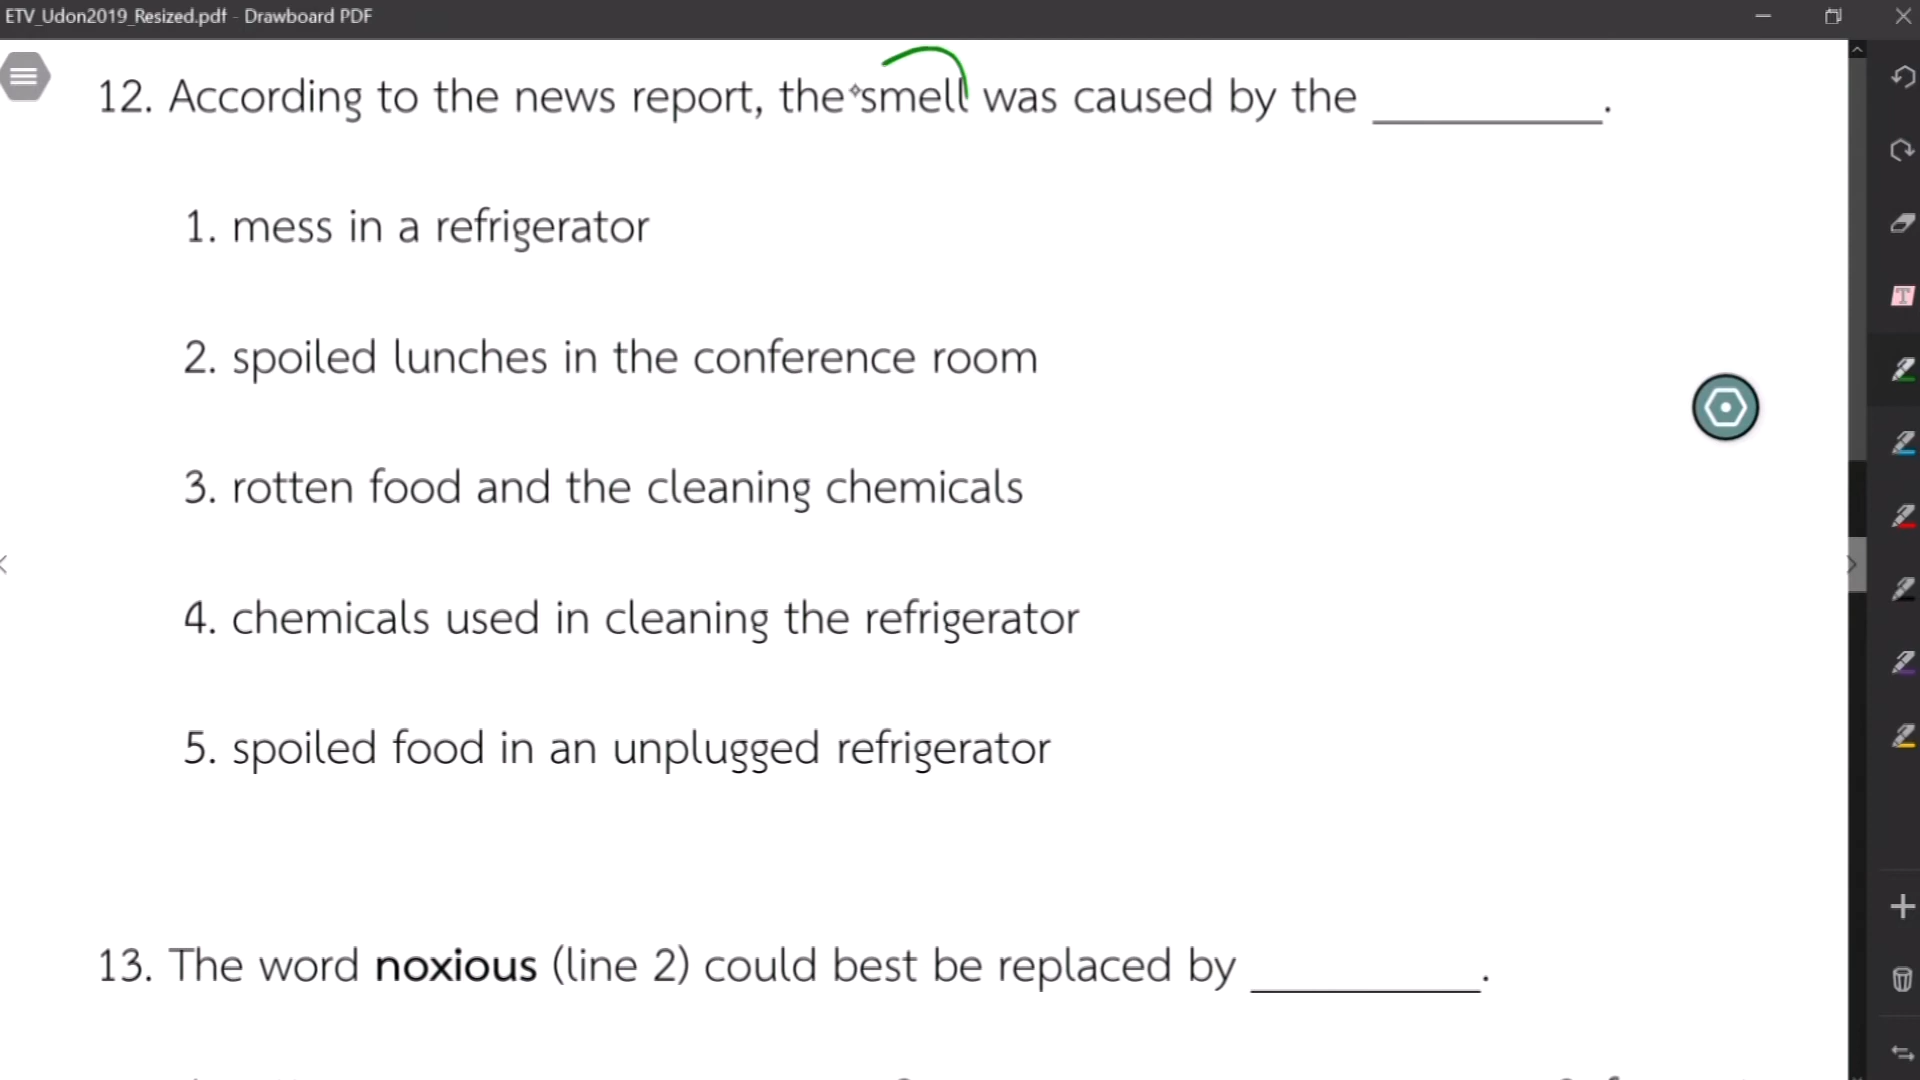 ETV_Udon2019_Resized.pdf - Drawboard PDF
12. According to the news report, the smell was caused by the __________.
1. mess in a refrigerator
2. spoiled lunches in the conference room
3. rotten food and the cleaning chemicals
4. chemicals used in cleaning the refrigerator
5. spoiled food in an unplugged refrigerator
13. The word noxious (line 2) could best be replaced by __________.